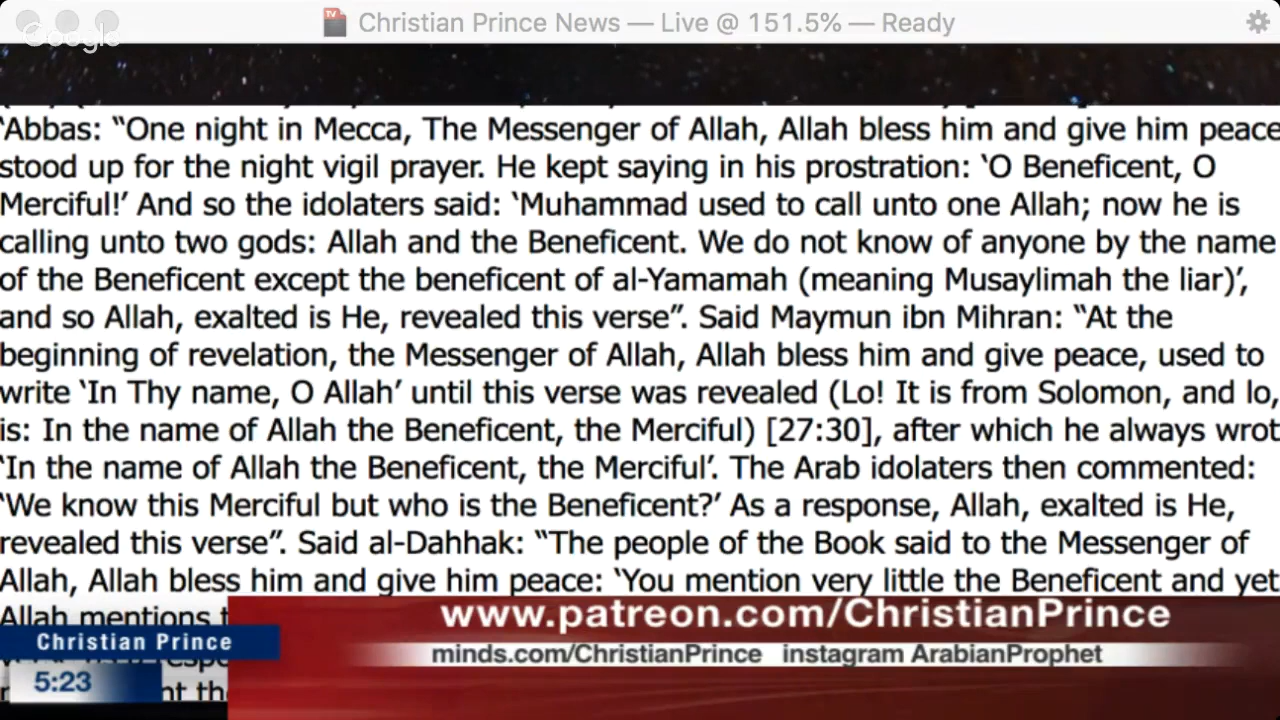 Google
TV
Christian Prince News — Live @ 151.5% — Ready
‘Abbas: “One night in Mecca, The Messenger of Allah, Allah bless him and give him peace
stood up for the night vigil prayer. He kept saying in his prostration: ‘O Beneficent, O
Merciful!’ And so the idolaters said: ‘Muhammad used to call unto one Allah; now he is
calling unto two gods: Allah and the Beneficent. We do not know of anyone by the name
of the Beneficent except the beneficent of al-Yamamah (meaning Musaylimah the liar)’,
and so Allah, exalted is He, revealed this verse”. Said Maymun ibn Mihran: “At the
beginning of revelation, the Messenger of Allah, Allah bless him and give peace, used to
write ‘In Thy name, O Allah’ until this verse was revealed (Lo! It is from Solomon, and lo,
is: In the name of Allah the Beneficent, the Merciful) [27:30], after which he always wrot
‘In the name of Allah the Beneficent, the Merciful’. The Arab idolaters then commented:
‘We know this Merciful but who is the Beneficent?’ As a response, Allah, exalted is He,
revealed this verse”. Said al-Dahhak: “The people of the Book said to the Messenger of
Allah, Allah bless him and give him peace: ‘You mention very little the Beneficent and yet
Allah mentions t
www.patreon.com/ChristianPrince
Christian Prince
minds.com/ChristianPrince instagram ArabianProphet
5:23